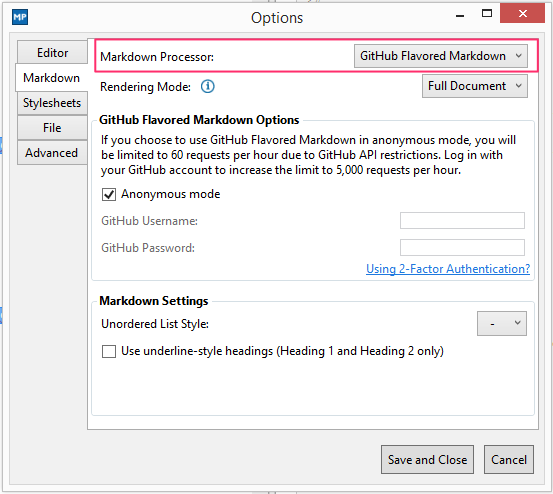 MP
Options
Editor
Markdown
Stylesheets
File
Advanced
Markdown Processor:
GitHub Flavored Markdown
Rendering Mode:
Full Document
GitHub Flavored Markdown Options
If you choose to use GitHub Flavored Markdown in anonymous mode, you will
be limited to 60 requests per hour due to GitHub API restrictions. Log in with
your GitHub account to increase the limit to 5,000 requests per hour.
Anonymous mode
GitHub Username:
GitHub Password:
Using 2-Factor Authentication?
Markdown Settings
Unordered List Style:
-
Use underline-style headings (Heading 1 and Heading 2 only)
Save and Close
Cancel